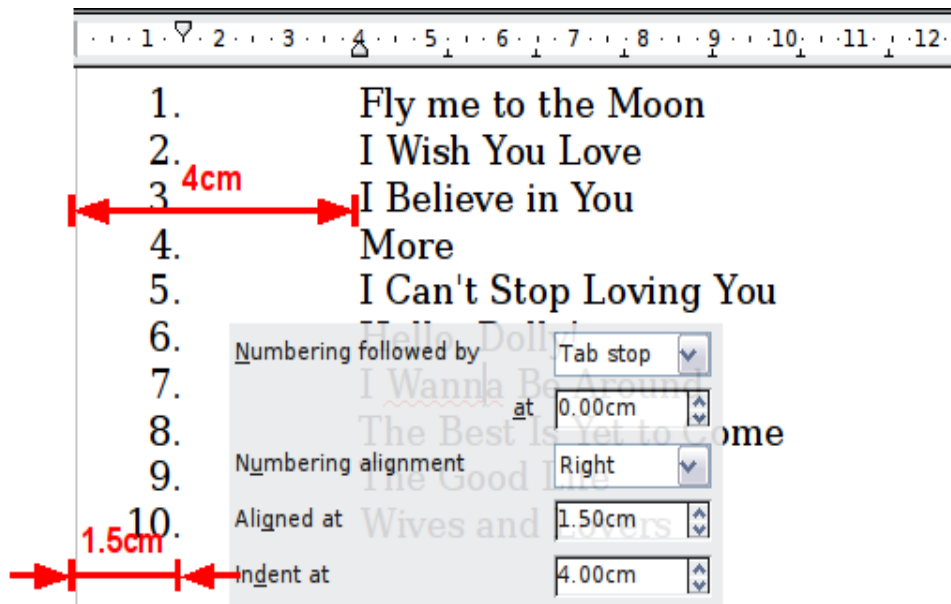 1 2 3 4 5 6 7 8 9 10 11 12
1. Fly me to the Moon
2. I Wish You Love
4cm
3 I Believe in You
4. More
5. I Can't Stop Loving You
6. Hello, Dolly!
Numbering followed by Tab stop
7. I Wanna Be Around
at 0.00cm
8. The Best Is Yet to Come
Numbering alignment Right
9. The Good Life
Aligned at 1.50cm
10. Wives and Lovers
1.5cm
Indent at 4.00cm